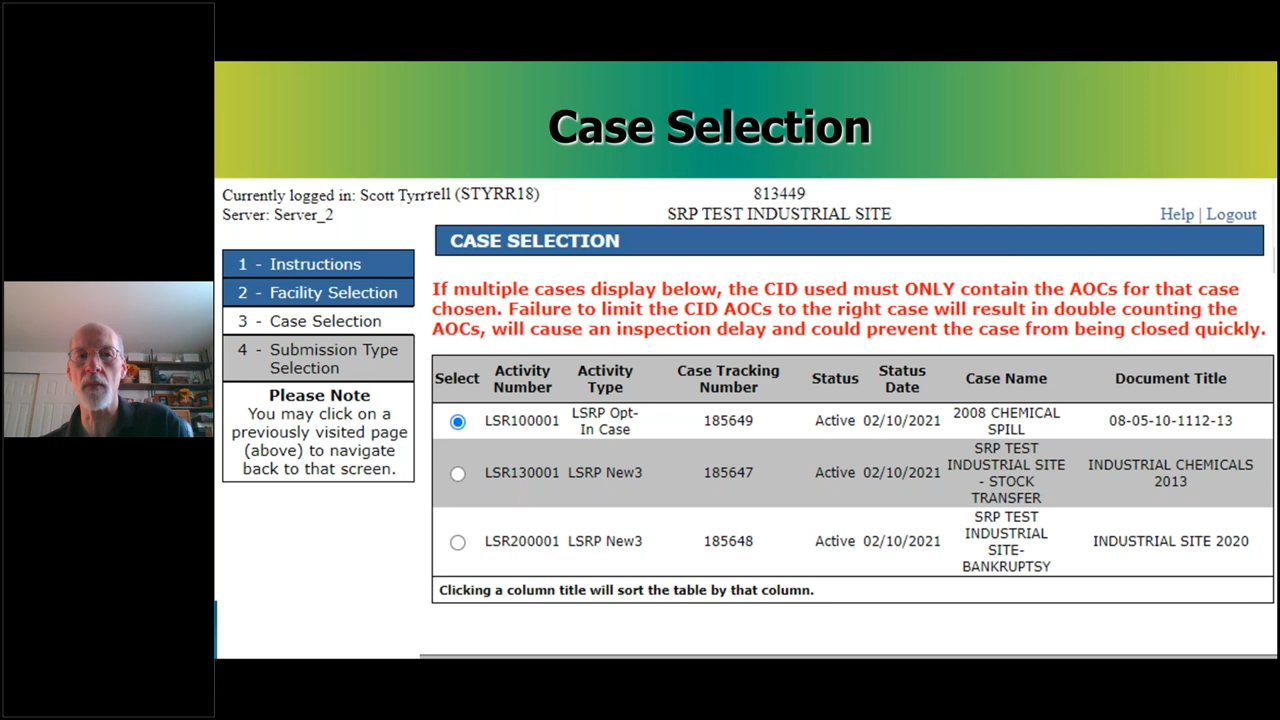 Case Selection
Currently logged in: Scott Tyrrrell (STYRR18)
813449
Server: Server_2
SRP TEST INDUSTRIAL SITE
Help | Logout
CASE SELECTION
1 - Instructions
2 - Facility Selection
3 - Case Selection
4 - Submission Type
Selection
Please Note
You may click on a
previously visited page
(above) to navigate
back to that screen.
If multiple cases display below, the CID used must ONLY contain the AOCs for that case
chosen. Failure to limit the CID AOCs to the right case will result in double counting the
AOCs, will cause an inspection delay and could prevent the case from being closed quickly.
Select Activity Number Activity Type Case Tracking Number Status Status Date Case Name Document Title
LSR100001 LSRP Opt-In Case 185649 Active 02/10/2021 2008 CHEMICAL SPILL 08-05-10-1112-13
LSR130001 LSRP New3 185647 Active 02/10/2021 SRP TEST INDUSTRIAL SITE - STOCK TRANSFER INDUSTRIAL CHEMICALS 2013
LSR200001 LSRP New3 185648 Active 02/10/2021 SRP TEST INDUSTRIAL SITE-BANKRUPTSY INDUSTRIAL SITE 2020
Clicking a column title will sort the table by that column.